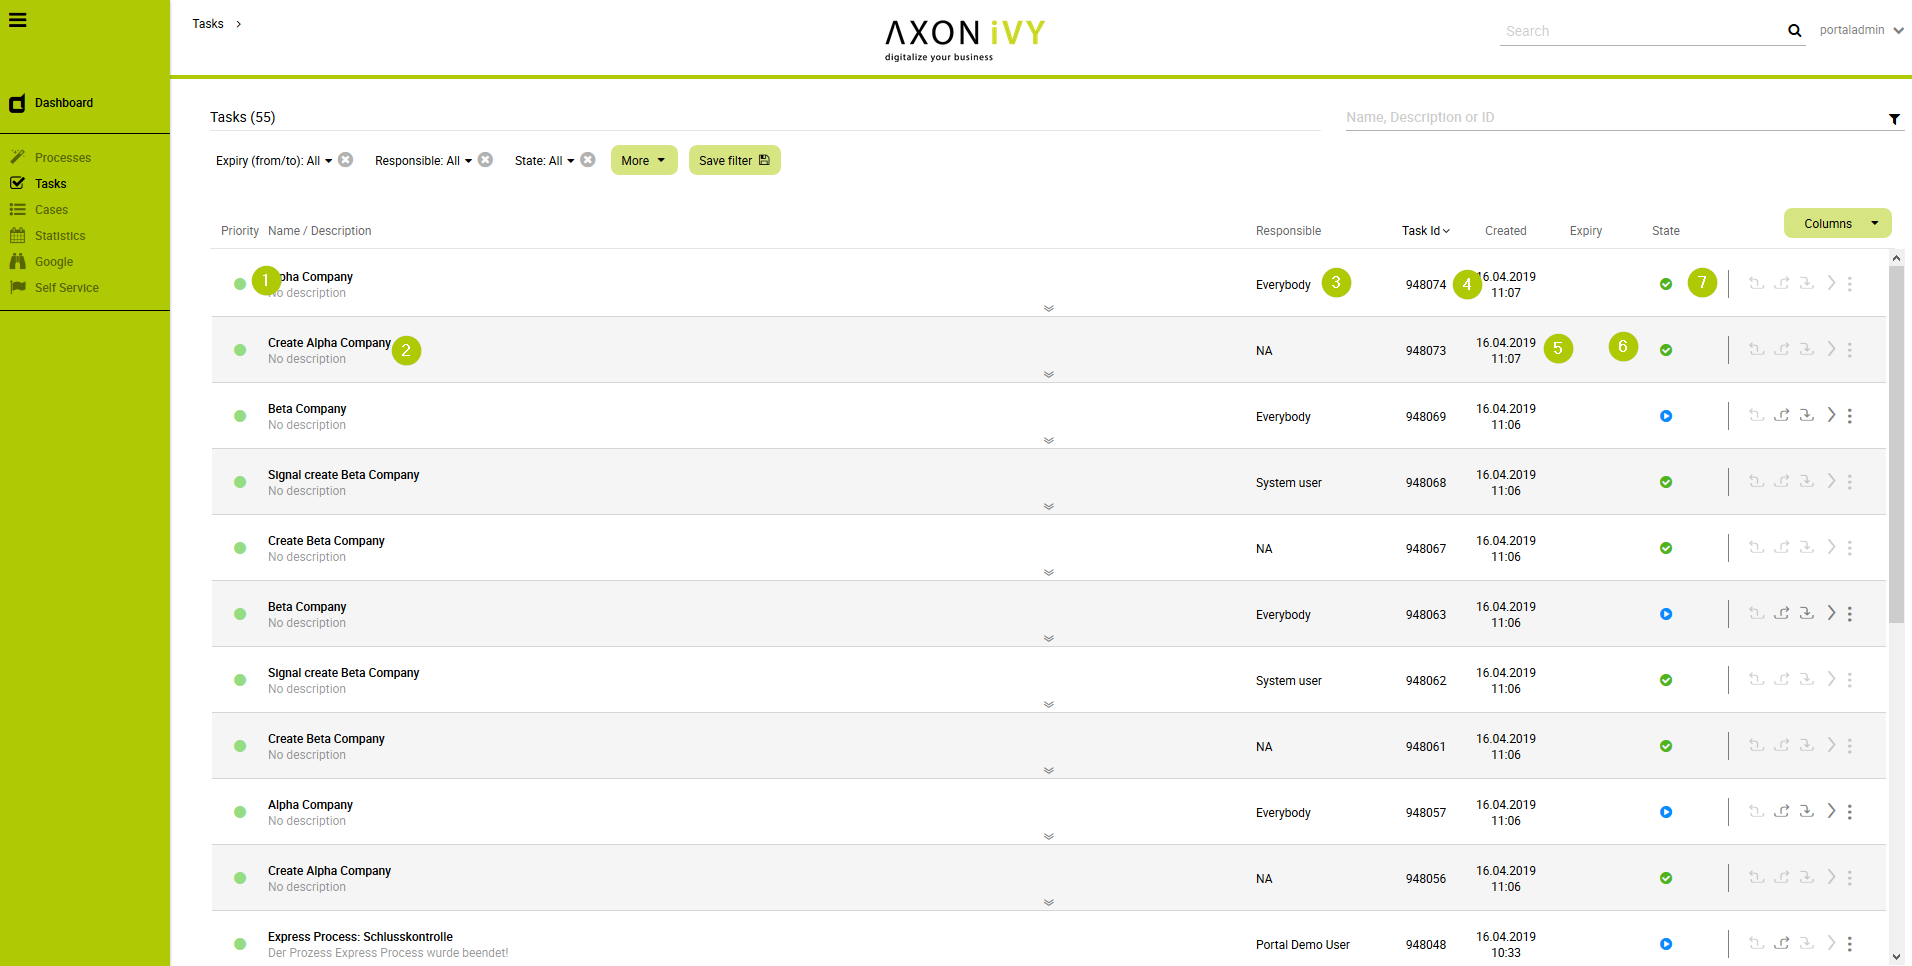 Tasks
AXON iVY
digitalize your business
Search
portaladmin
Dashboard
Processes
Tasks
Cases
Statistics
Google
Self Service
Tasks (55)
Name, Description or ID
Expiry (from/to): All
Responsible: All
State: All
More
Save filter
Columns
Priority Name / Description Responsible Task Id Created Expiry State
1 pha Company Everybody 3 948074 4 16.04.2019 7
No description 11:07
Create Alpha Company 2 NA 948073 16.04.2019 5 6
No description 11:07
Beta Company Everybody 948069 16.04.2019
No description 11:06
Signal create Beta Company System user 948068 16.04.2019
No description 11:06
Create Beta Company NA 948067 16.04.2019
No description 11:06
Beta Company Everybody 948063 16.04.2019
No description 11:06
Signal create Beta Company System user 948062 16.04.2019
No description 11:06
Create Beta Company NA 948061 16.04.2019
No description 11:06
Alpha Company Everybody 948057 16.04.2019
No description 11:06
Create Alpha Company NA 948056 16.04.2019
No description 11:06
Express Process: Schlusskontrolle Portal Demo User 948048 16.04.2019
Der Prozess Express Process wurde beendet! 10:33